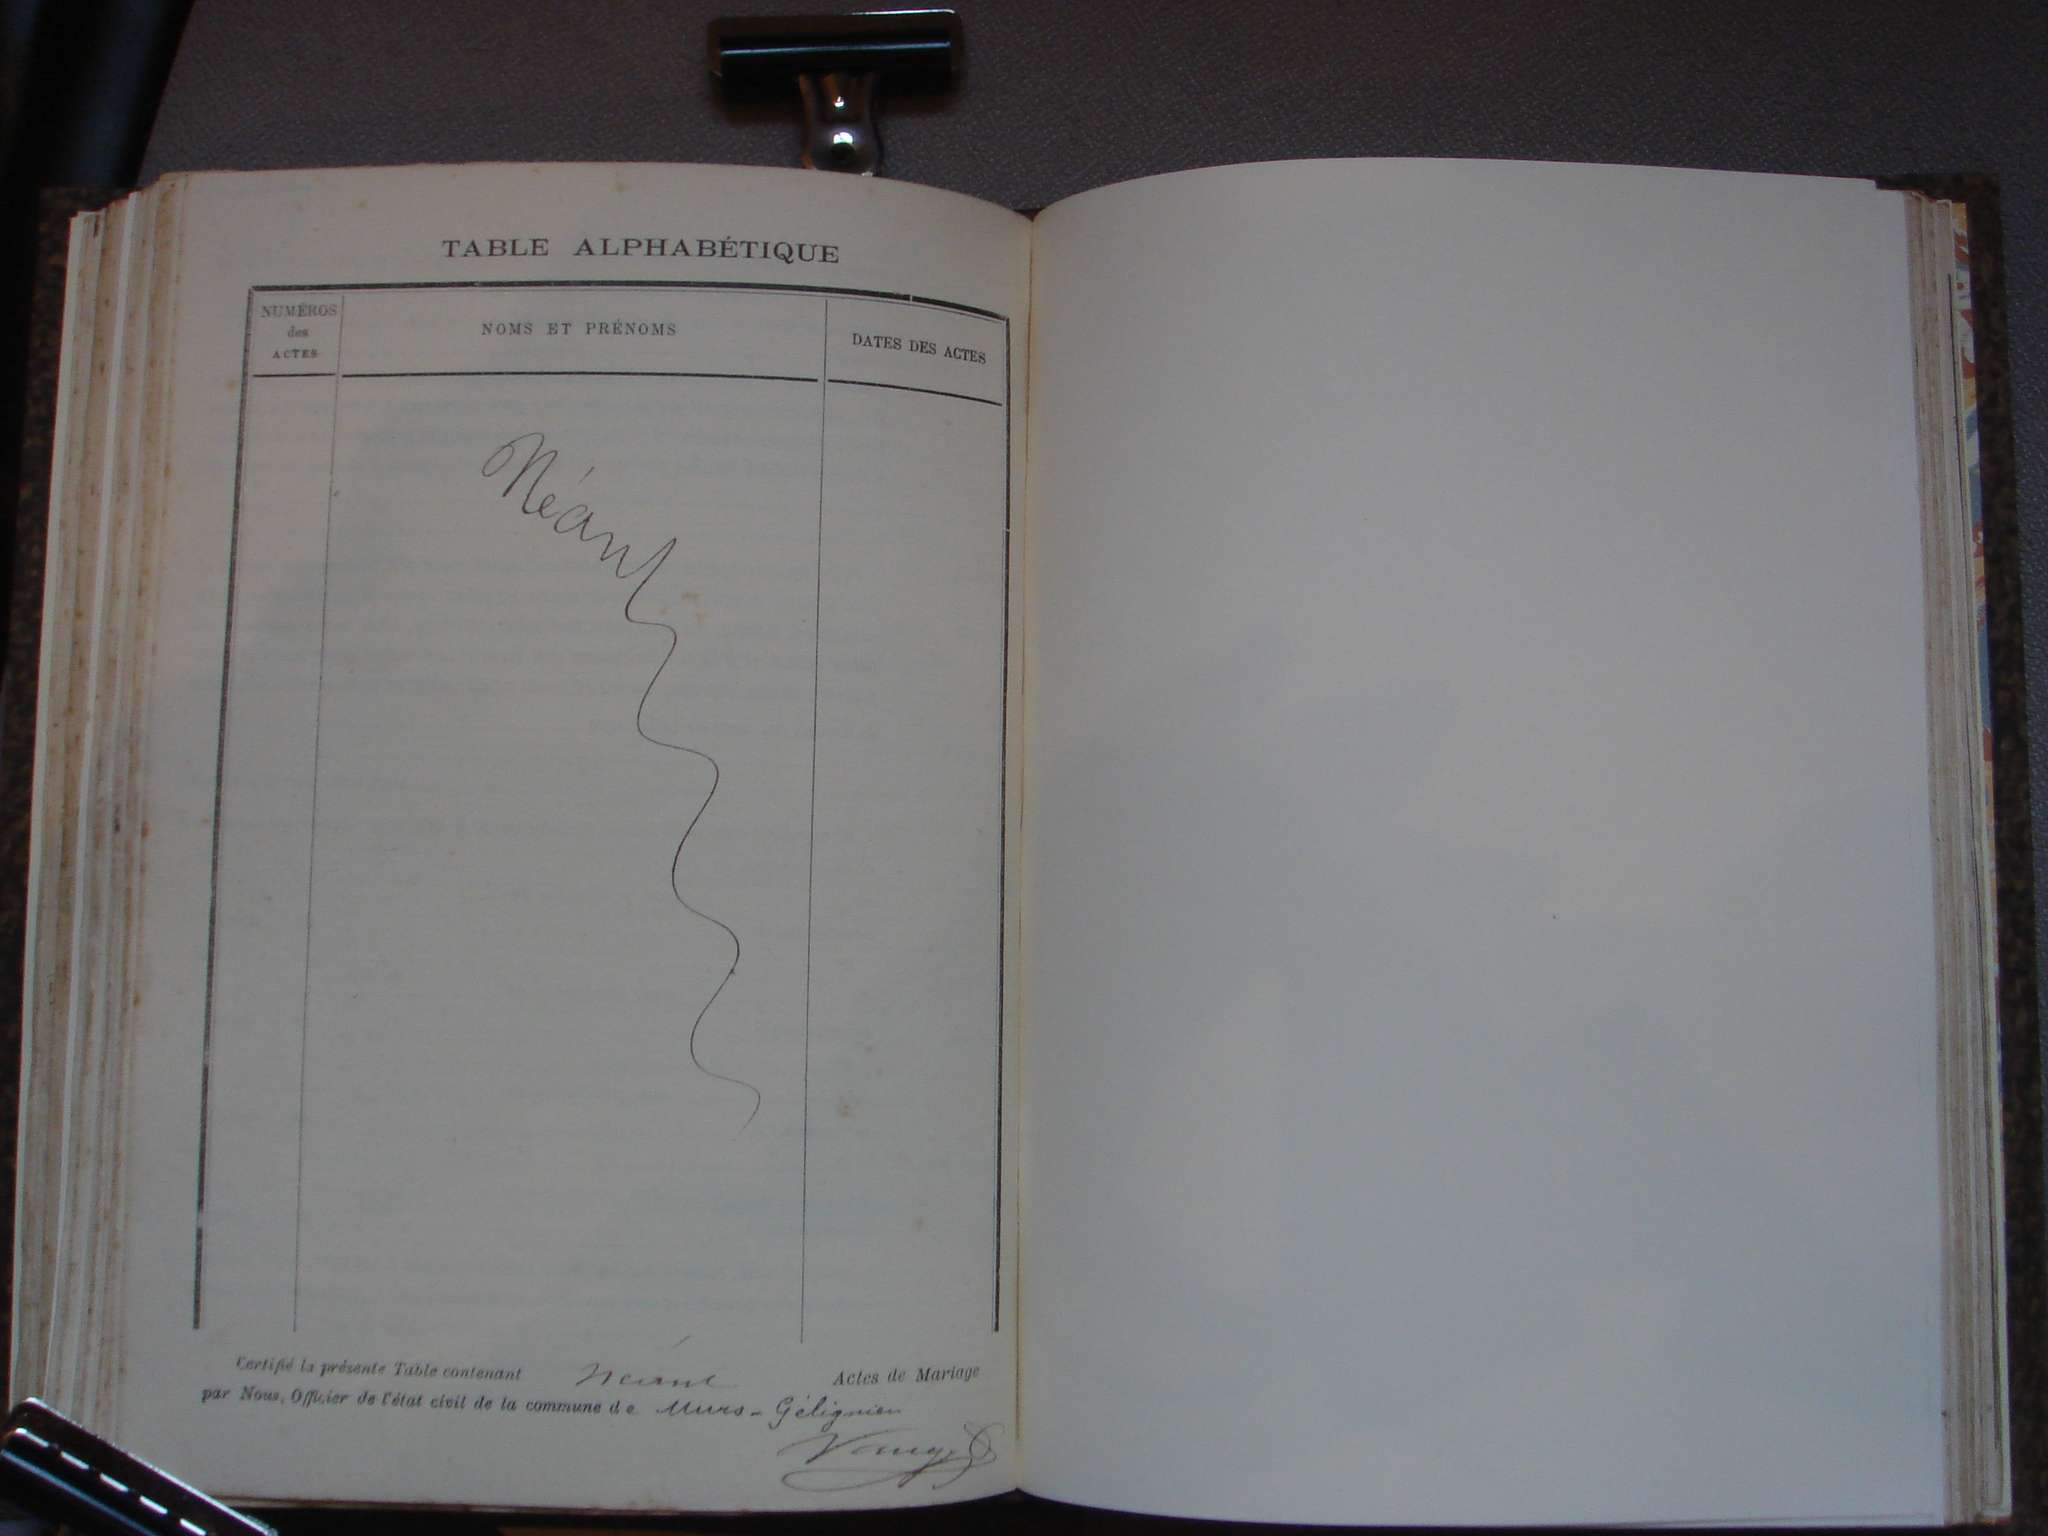 TABLE ALPHABÉTIQUE
NUMÉROS
des
ACTES
NOMS ET PRÉNOMS
DATES DES ACTES
Néant
Certifié la présente Table contenant Néant Actes de Mariage
par Nous, Officier de l'état civil de la commune de Murs-Gélignieu